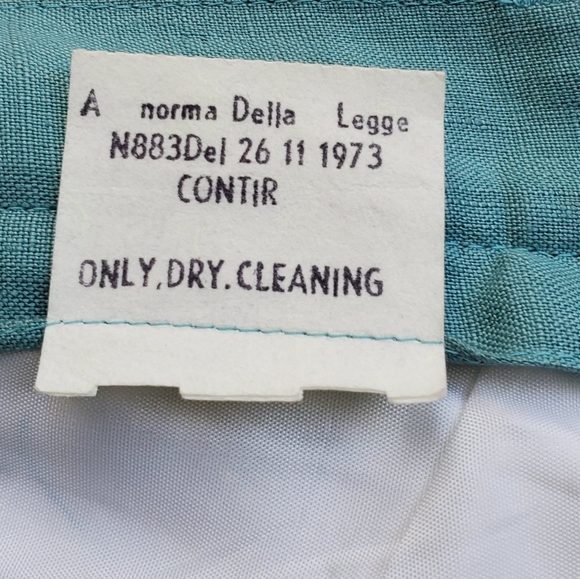 A norma Della Legge
N883Del 26 11 1973
CONTIR
ONLY,DRY.CLEANING